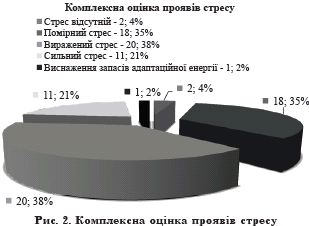 Комплексна оцінка проявів стресу
Стрес відсутній - 2; 4%
Помірний стрес - 18; 35%
Виражений стрес - 20; 38%
Сильний стрес - 11; 21%
Виснаження запасів адаптаційної енергії - 1; 2%
11; 21%
1; 2%
2; 4%
18; 35%
20; 38%
Рис. 2. Комплексна оцінка проявів стресу